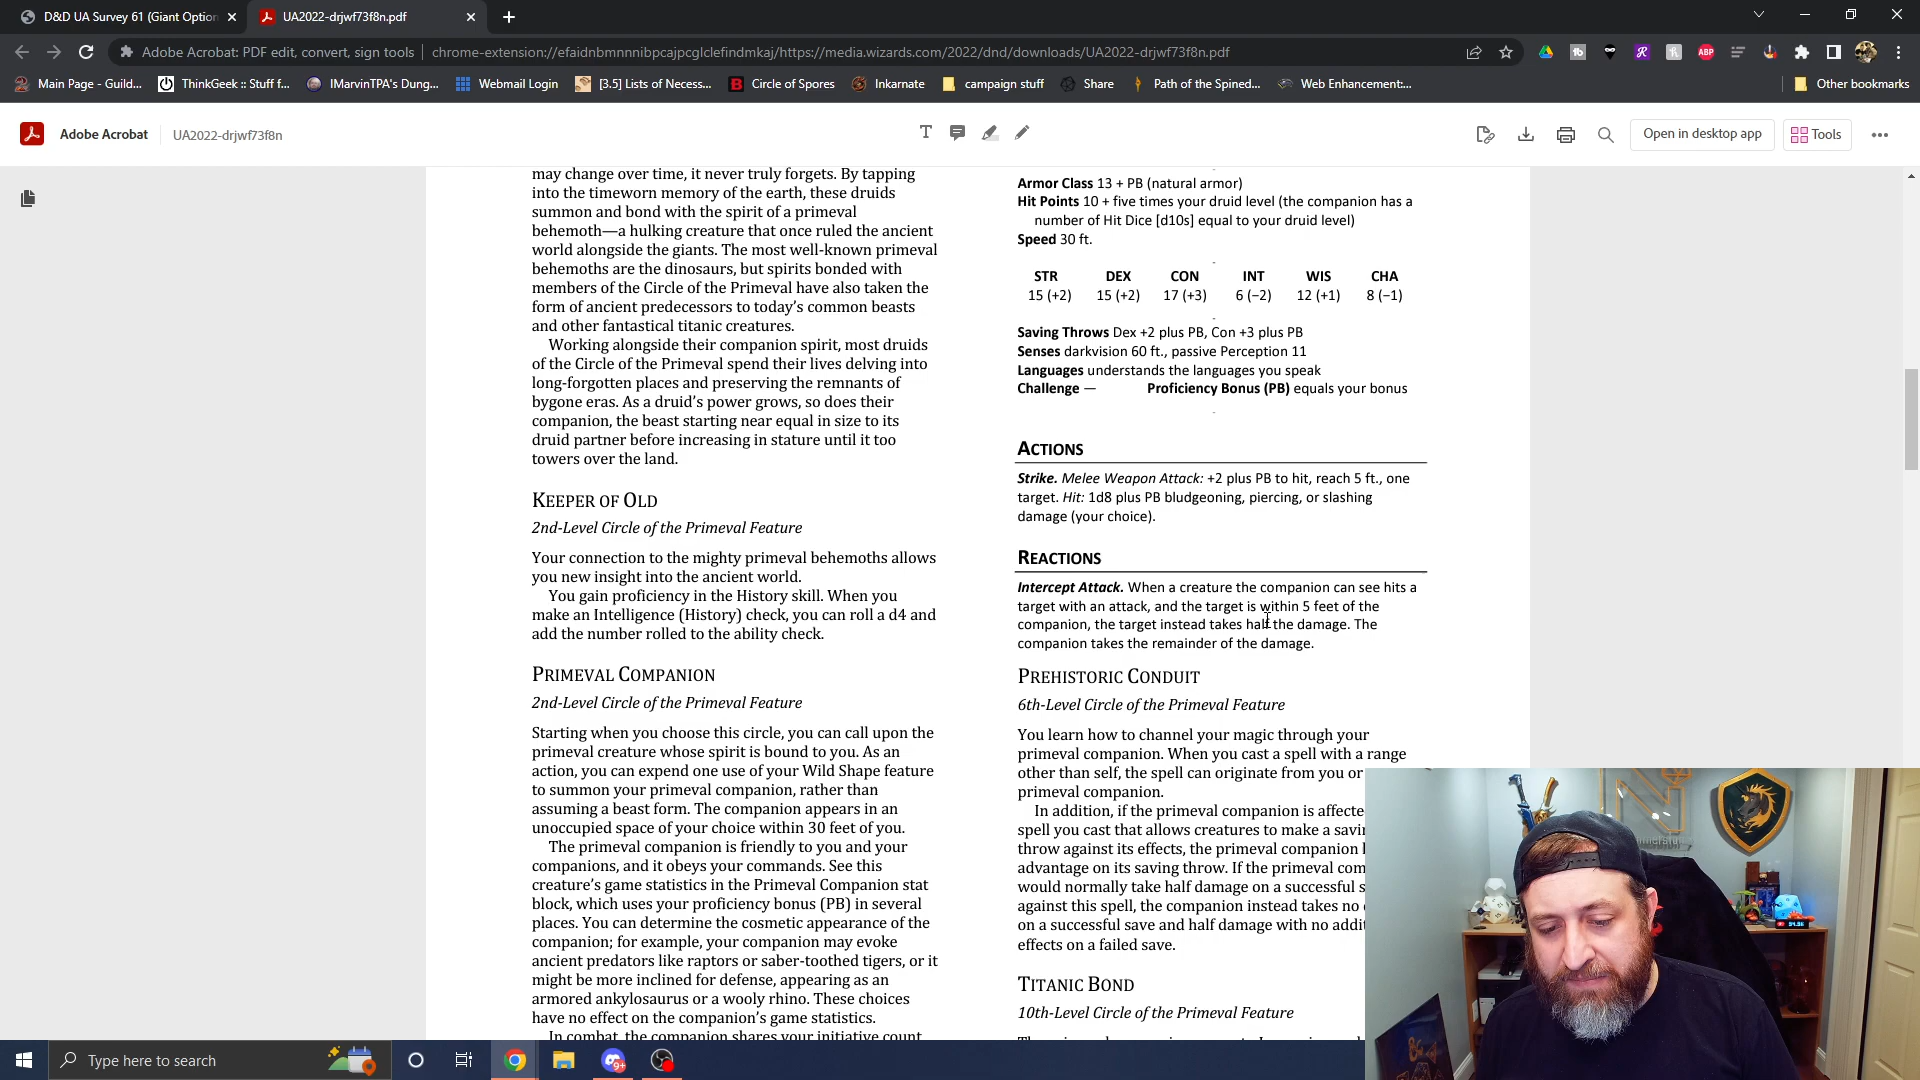 D&D UA Survey 61 (Giant Option
UA2022-drjwf73f8n.pdf
Adobe Acrobat: PDF edit, convert, sign tools
chrome-extension://efaidnbmnnnibpcajpcglclefindmkaj/https://media.wizards.com/2022/dnd/downloads/UA2022-drjwf73f8n.pdf
Main Page - Guild...
ThinkGeek :: Stuff f...
IMarvinTPA's Dung...
Webmail Login
[3.5] Lists of Necess...
Circle of Spores
Inkarnate
campaign stuff
Share
Path of the Spined...
Web Enhancement:...
Other bookmarks
Adobe Acrobat
UA2022-drjwf73f8n
Open in desktop app
Tools
may change over time, it never truly forgets. By tapping
into the timeworn memory of the earth, these druids
summon and bond with the spirit of a primeval
behemoth—a hulking creature that once ruled the ancient
world alongside the giants. The most well-known primeval
behemoths are the dinosaurs, but spirits bonded with
members of the Circle of the Primeval have also taken the
form of ancient predecessors to today's common beasts
and other fantastical titanic creatures.
Working alongside their companion spirit, most druids
of the Circle of the Primeval spend their lives delving into
long-forgotten places and preserving the remnants of
bygone eras. As a druid's power grows, so does their
companion, the beast starting near equal in size to its
druid partner before increasing in stature until it too
towers over the land.
KEEPER OF OLD
2nd-Level Circle of the Primeval Feature
Your connection to the mighty primeval behemoths allows
you new insight into the ancient world.
You gain proficiency in the History skill. When you
make an Intelligence (History) check, you can roll a d4 and
add the number rolled to the ability check.
PRIMEVAL COMPANION
2nd-Level Circle of the Primeval Feature
Starting when you choose this circle, you can call upon the
primeval creature whose spirit is bound to you. As an
action, you can expend one use of your Wild Shape feature
to summon your primeval companion, rather than
assuming a beast form. The companion appears in an
unoccupied space of your choice within 30 feet of you.
The primeval companion is friendly to you and your
companions, and it obeys your commands. See this
creature's game statistics in the Primeval Companion stat
block, which uses your proficiency bonus (PB) in several
places. You can determine the cosmetic appearance of the
companion; for example, your companion may evoke
ancient predators like raptors or saber-toothed tigers, or it
might be more inclined for defense, appearing as an
armored ankylosaurus or a wooly rhino. These choices
have no effect on the companion's game statistics.
In combat, the companion shares your initiative count
Armor Class 13 + PB (natural armor)
Hit Points 10 + five times your druid level (the companion has a
number of Hit Dice [d10s] equal to your druid level)
Speed 30 ft.
STR DEX CON INT WIS CHA
15 (+2) 15 (+2) 17 (+3) 6 (−2) 12 (+1) 8 (−1)
Saving Throws Dex +2 plus PB, Con +3 plus PB
Senses darkvision 60 ft., passive Perception 11
Languages understands the languages you speak
Challenge — Proficiency Bonus (PB) equals your bonus
ACTIONS
Strike. Melee Weapon Attack: +2 plus PB to hit, reach 5 ft., one
target. Hit: 1d8 plus PB bludgeoning, piercing, or slashing
damage (your choice).
REACTIONS
Intercept Attack. When a creature the companion can see hits a
target with an attack, and the target is within 5 feet of the
companion, the target instead takes half the damage. The
companion takes the remainder of the damage.
PREHISTORIC CONDUIT
6th-Level Circle of the Primeval Feature
You learn how to channel your magic through your
primeval companion. When you cast a spell with a range
other than self, the spell can originate from you or
primeval companion.
In addition, if the primeval companion is affecte
spell you cast that allows creatures to make a savin
throw against its effects, the primeval companion
advantage on its saving throw. If the primeval com
would normally take half damage on a successful s
against this spell, the companion instead takes no
on a successful save and half damage with no addit
effects on a failed save.
TITANIC BOND
10th-Level Circle of the Primeval Feature
Type here to search